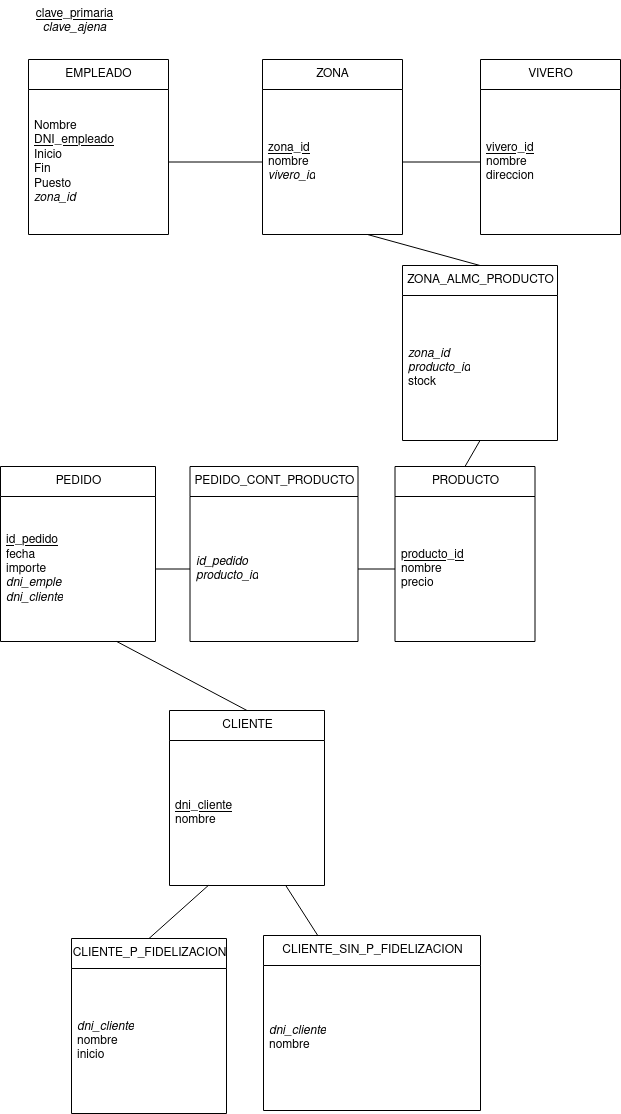 clave_primaria
clave_ajena
EMPLEADO
Nombre
DNI_empleado
Inicio
Fin
Puesto
zona_id
ZONA
zona_id
nombre
vivero_id
VIVERO
vivero_id
nombre
direccion
ZONA_ALMC_PRODUCTO
zona_id
producto_id
stock
PEDIDO
id_pedido
fecha
importe
dni_emple
dni_cliente
PEDIDO_CONT_PRODUCTO
id_pedido
producto_id
PRODUCTO
producto_id
nombre
precio
CLIENTE
dni_cliente
nombre
CLIENTE_P_FIDELIZACION
dni_cliente
nombre
inicio
CLIENTE_SIN_P_FIDELIZACION
dni_cliente
nombre